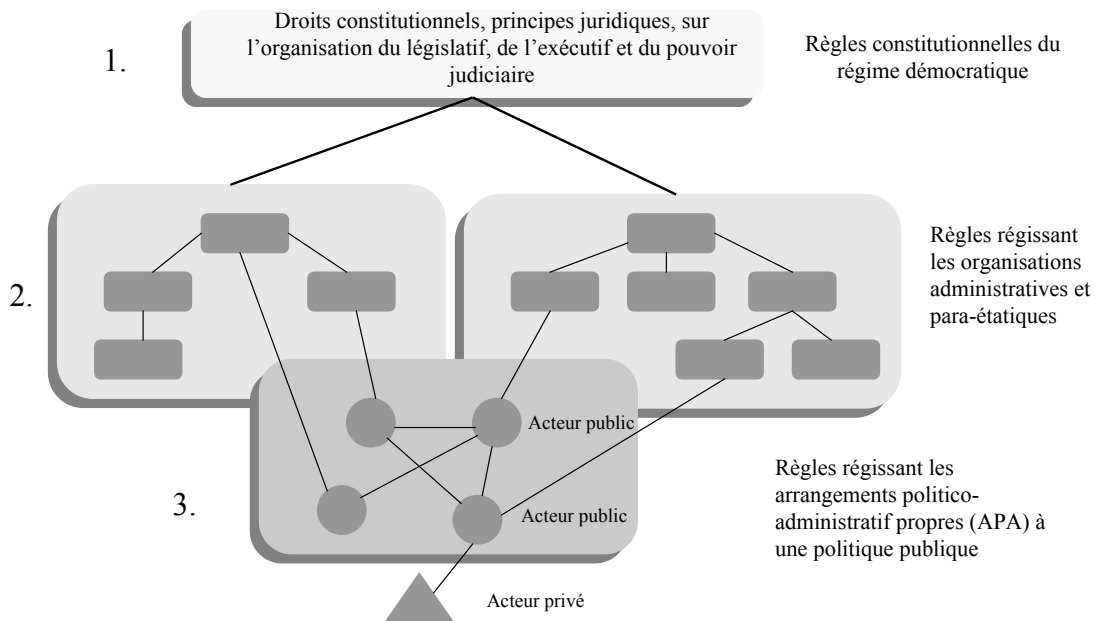 1.
Droits constitutionnels, principes juridiques, sur
l’organisation du législatif, de l’exécutif et du pouvoir
judiciaire
Règles constitutionnelles du
régime démocratique
2.
Règles régissant
les organisations
administratives et
para-étatiques
3.
Acteur public
Acteur public
Règles régissant les
arrangements politico-
administratif propres (APA) à
une politique publique
Acteur privé